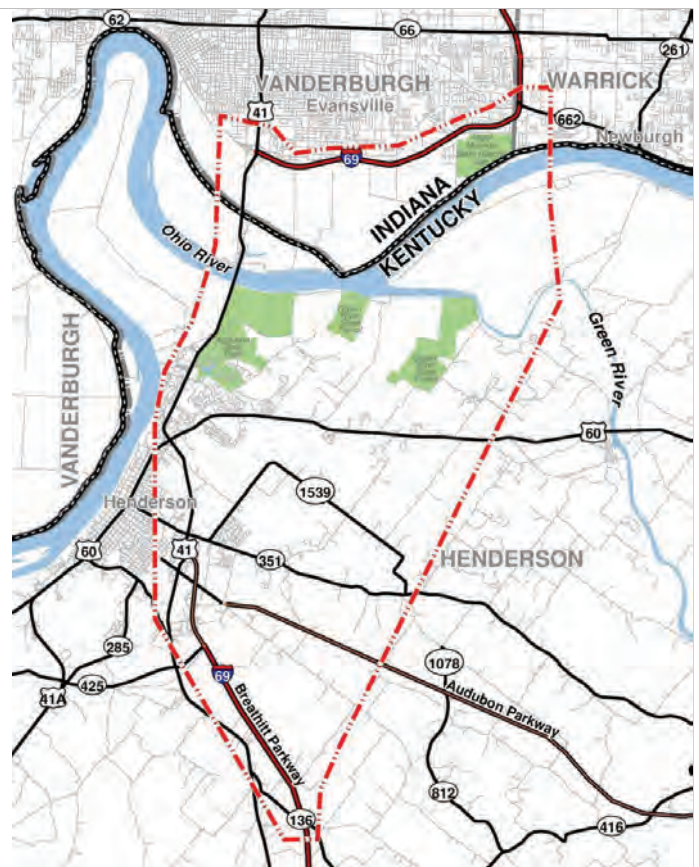 62
66
261
VANDERBURGH
Evansville
WARRICK
41
662
Newburgh
69
INDIANA
KENTUCKY
Ohio River
Green River
VANDERBURGH
60
Henderson
1539
60
41
351
HENDERSON
285
1078
69
41A
425
Audubon Parkway
Breathitt Parkway
812
136
416